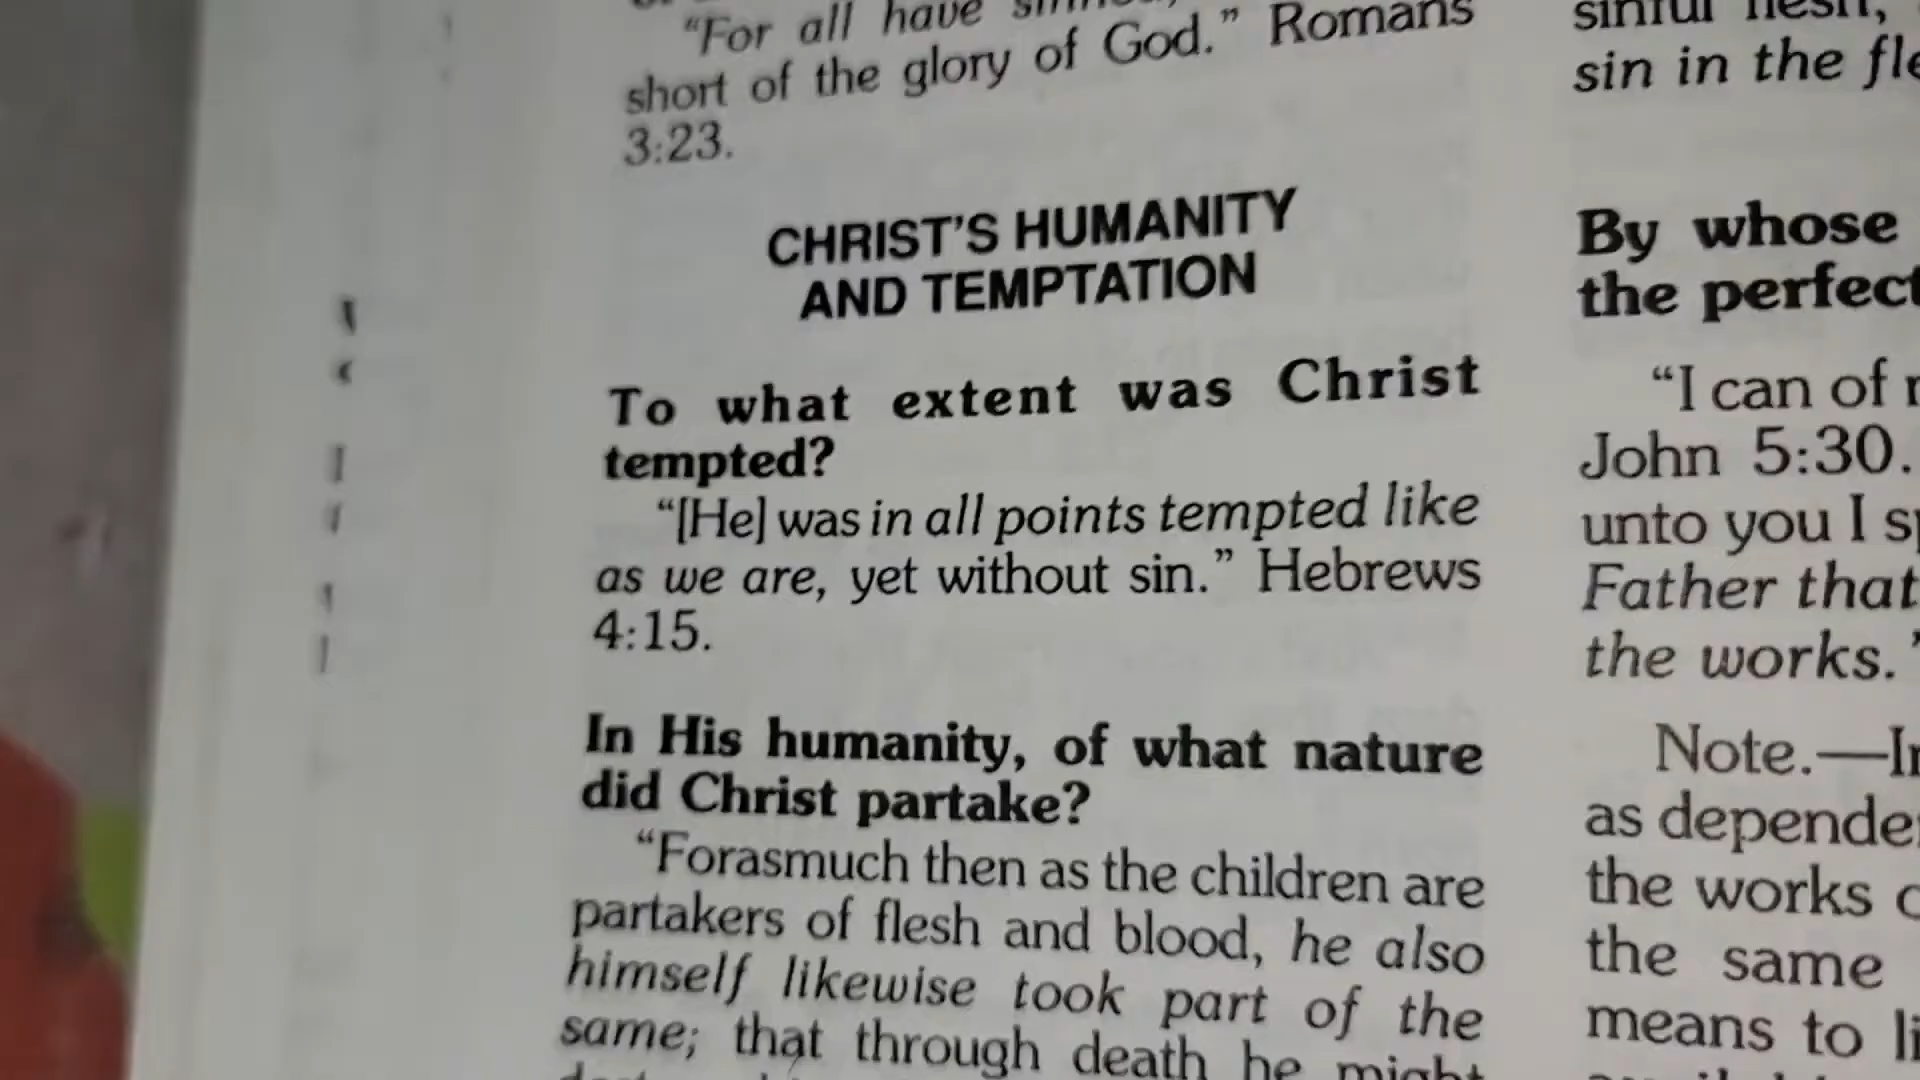 “For all have
short of the glory of God.” Romans
3:23.
CHRIST’S HUMANITY
AND TEMPTATION
To what extent was Christ
tempted?
“[He] was in all points tempted like
as we are, yet without sin.” Hebrews
4:15.
In His humanity, of what nature
did Christ partake?
“Forasmuch then as the children are
partakers of flesh and blood, he also
himself likewise took part of the
same; that through death he might
sinful flesh,
sin in the
By whose
the perfect
“I can of
John 5:30.
unto you I
Father that
the works.”
Note.—
as
the works
the same
means to